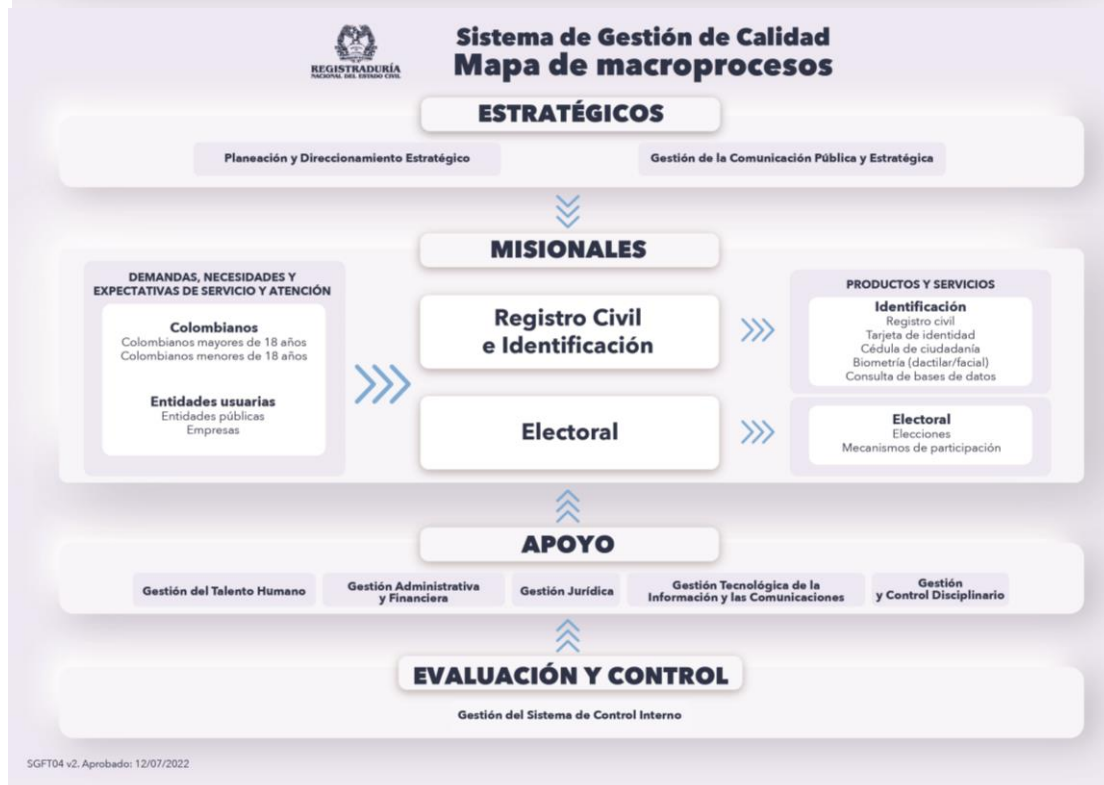 REGISTRADURÍA
NACIONAL DEL ESTADO CIVIL
Sistema de Gestión de Calidad
Mapa de macroprocesos
ESTRATÉGICOS
Planeación y Direccionamiento Estratégico
Gestión de la Comunicación Pública y Estratégica
MISIONALES
DEMANDAS, NECESIDADES Y
EXPECTATIVAS DE SERVICIO Y ATENCIÓN
Colombianos
Colombianos mayores de 18 años
Colombianos menores de 18 años
Entidades usuarias
Entidades públicas
Empresas
Registro Civil
e Identificación
Electoral
PRODUCTOS Y SERVICIOS
Identificación
Registro civil
Tarjeta de identidad
Cédula de ciudadanía
Biometría (dactilar/facial)
Consulta de bases de datos
Electoral
Elecciones
Mecanismos de participación
APOYO
Gestión del Talento Humano
Gestión Administrativa
y Financiera
Gestión Jurídica
Gestión Tecnológica de la
Información y las Comunicaciones
Gestión
y Control Disciplinario
EVALUACIÓN Y CONTROL
Gestión del Sistema de Control Interno
SGFT04 v2. Aprobado: 12/07/2022